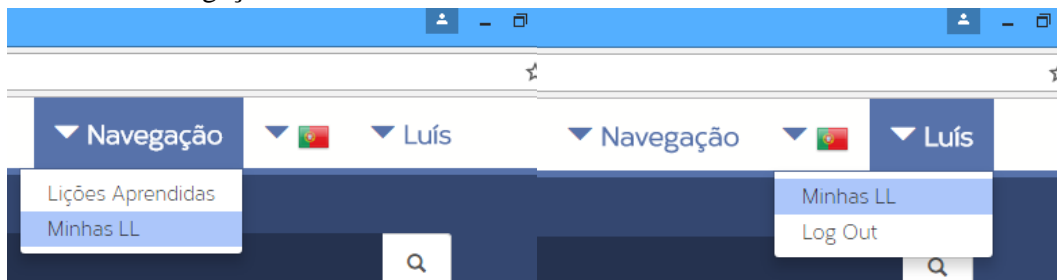 Navegação
Luís
Lições Aprendidas
Minhas LL
Navegação
Luís
Minhas LL
Log Out